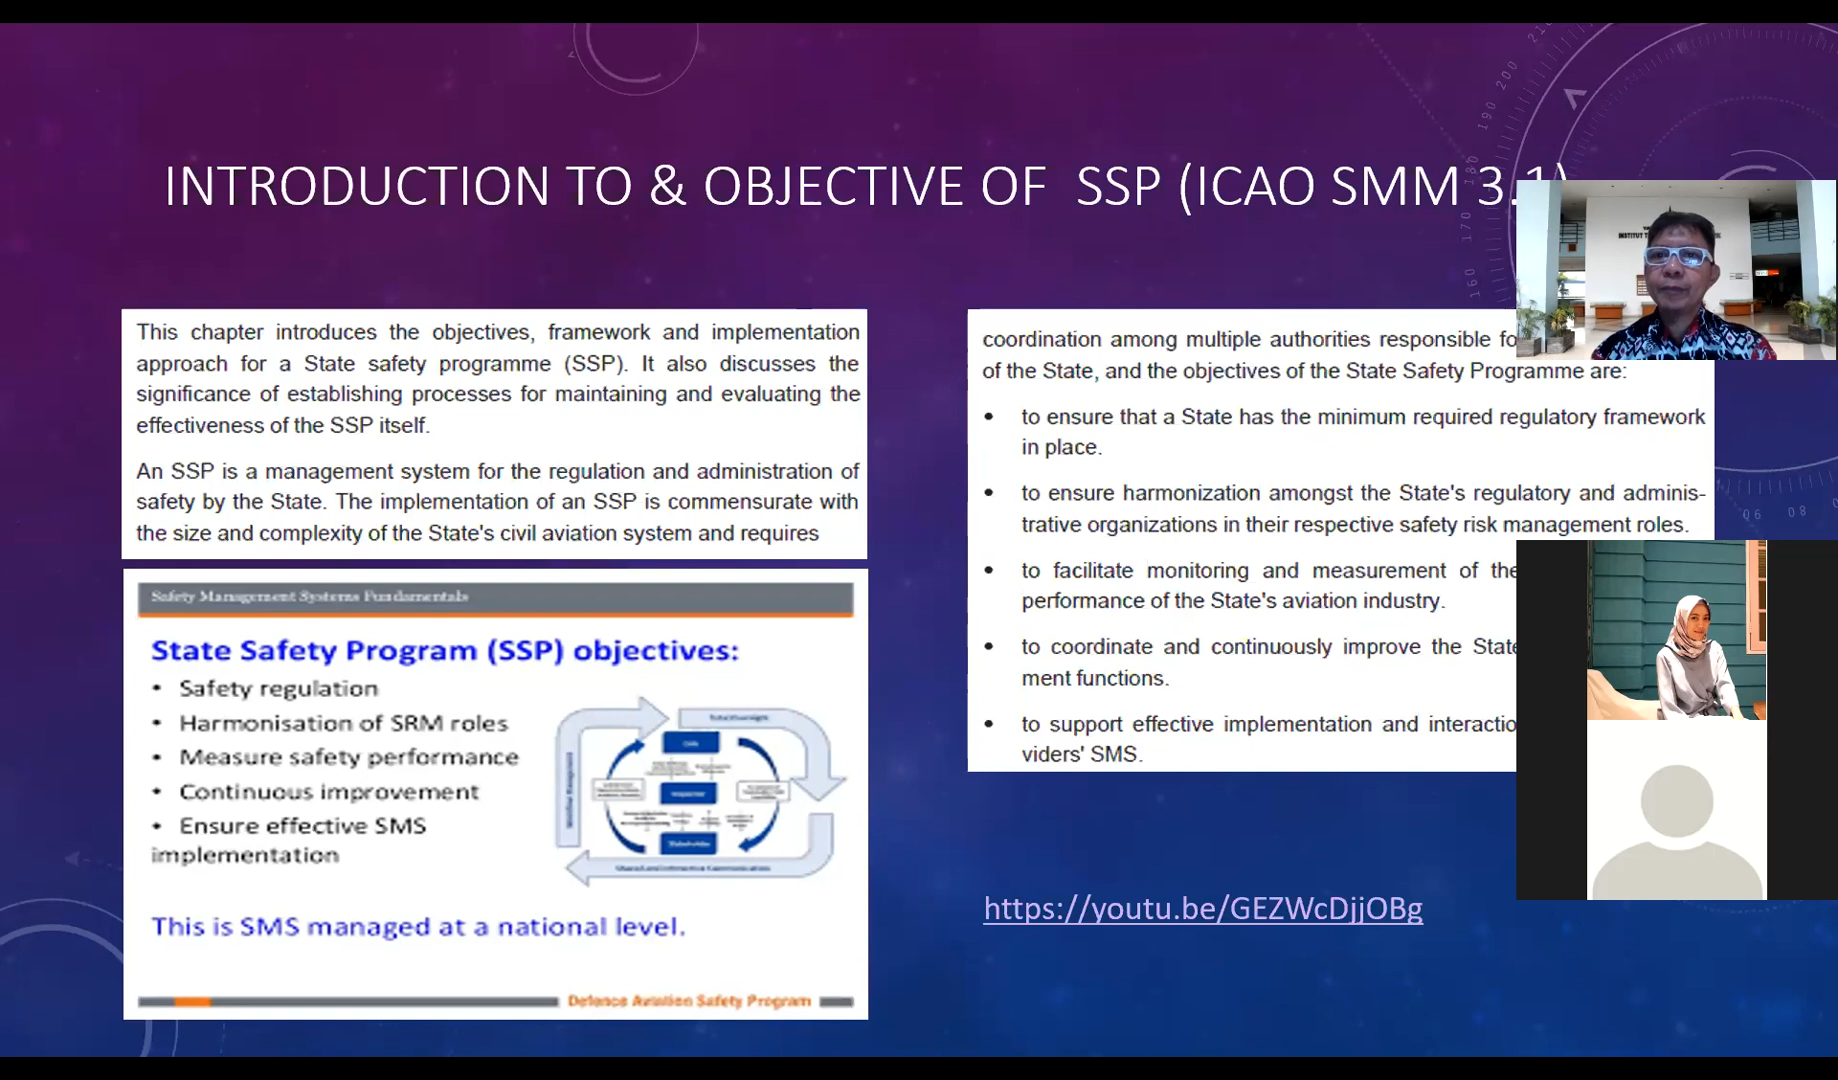 INTRODUCTION TO & OBJECTIVE OF SSP (ICAO SMM 3.1)
This chapter introduces the objectives, framework and implementation
approach for a State safety programme (SSP). It also discusses the
significance of establishing processes for maintaining and evaluating the
effectiveness of the SSP itself.
An SSP is a management system for the regulation and administration of
safety by the State. The implementation of an SSP is commensurate with
the size and complexity of the State's civil aviation system and requires
Safety Management Systems Fundamentals
State Safety Program (SSP) objectives:
• Safety regulation
• Harmonisation of SRM roles
• Measure safety performance
• Continuous improvement
• Ensure effective SMS
implementation
This is SMS managed at a national level.
Defence Aviation Safety Program
coordination among multiple authorities responsible fo
of the State, and the objectives of the State Safety Programme are:
• to ensure that a State has the minimum required regulatory framework
in place.
• to ensure harmonization amongst the State's regulatory and adminis-
trative organizations in their respective safety risk management roles.
• to facilitate monitoring and measurement of the
performance of the State's aviation industry.
• to coordinate and continuously improve the State
ment functions.
• to support effective implementation and interactio
viders' SMS.
https://youtu.be/GEZWcDjjOBg
210
200
190
180
170
160
06 08
INSTITUT